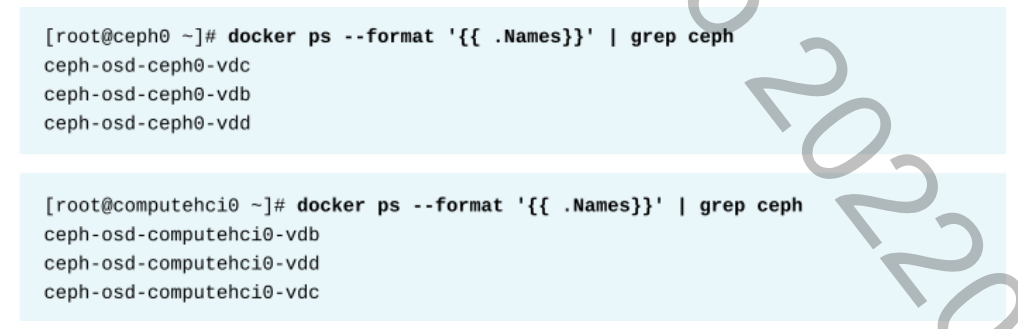 [root@ceph0 ~]# docker ps --format '{{ .Names}}' | grep ceph
ceph-osd-ceph0-vdc
ceph-osd-ceph0-vdb
ceph-osd-ceph0-vdd
[root@computehci0 ~]# docker ps --format '{{ .Names}}' | grep ceph
ceph-osd-computehci0-vdb
ceph-osd-computehci0-vdd
ceph-osd-computehci0-vdc